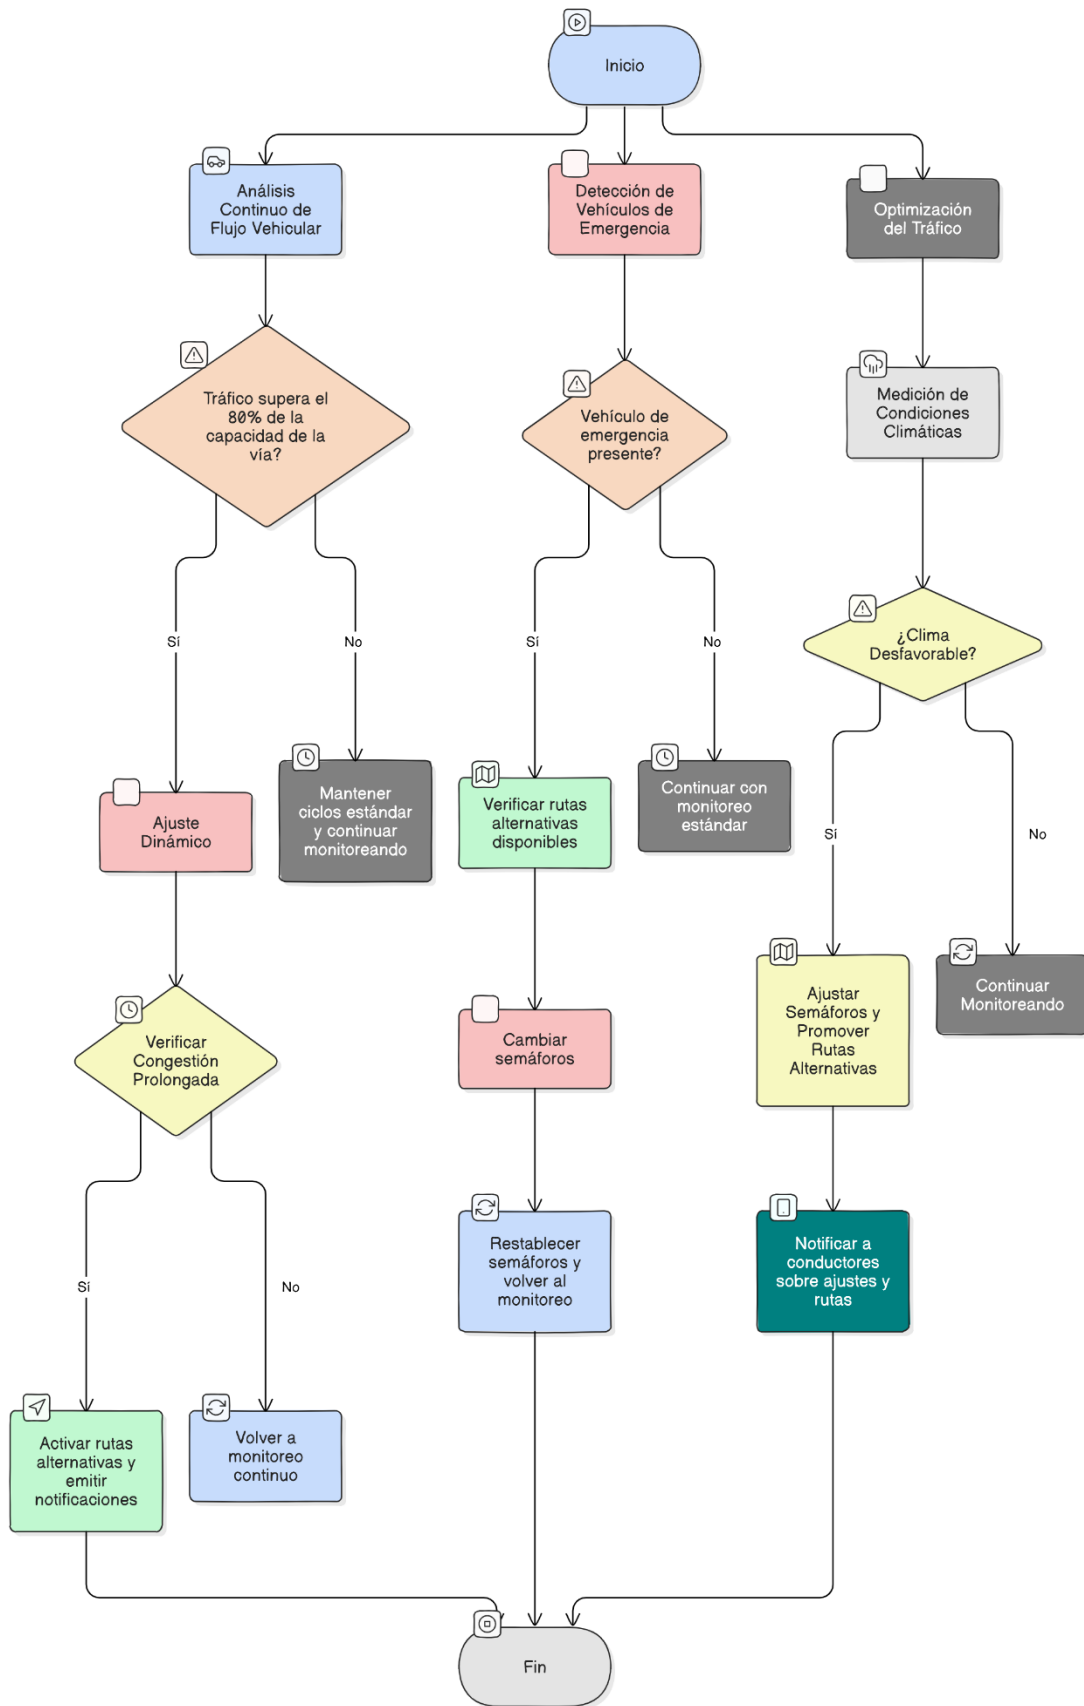 Inicio
Análisis
Continuo de
Flujo Vehicular
Detección de
Vehículos de
Emergencia
Optimización
del Tráfico
Tráfico supera el
80% de la
capacidad de la
vía?
Vehículo de
emergencia
presente?
Medición de
Condiciones
Climáticas
¿Clima
Desfavorable?
Sí
No
Sí
No
Sí
No
Ajuste
Dinámico
Mantener
ciclos estándar
y continuar
monitoreando
Verificar rutas
alternativas
disponibles
Continuar con
monitoreo
estándar
Ajustar
Semáforos y
Promover
Rutas
Alternativas
Continuar
Monitoreando
Verificar
Congestión
Prolongada
Cambiar
semáforos
Sí
No
Restablecer
semáforos y
volver al
monitoreo
Notificar a
conductores
sobre ajustes y
rutas
Activar rutas
alternativas y
emitir
notificaciones
Volver a
monitoreo
continuo
Fin